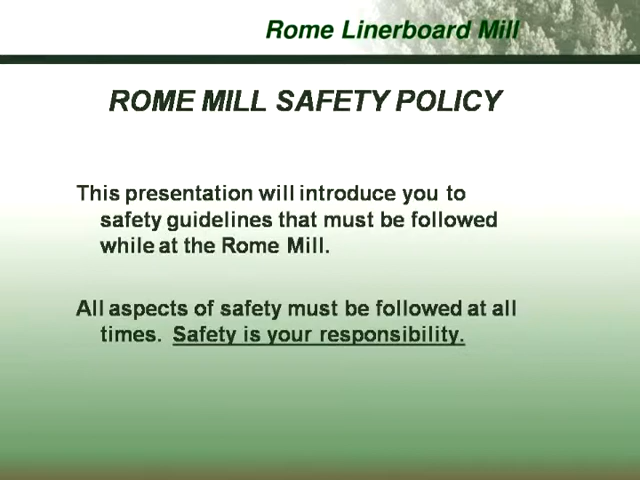 Rome Linerboard Mill
ROME MILL SAFETY POLICY
This presentation will introduce you to
safety guidelines that must be followed
while at the Rome Mill.
All aspects of safety must be followed at all
times. Safety is your responsibility.